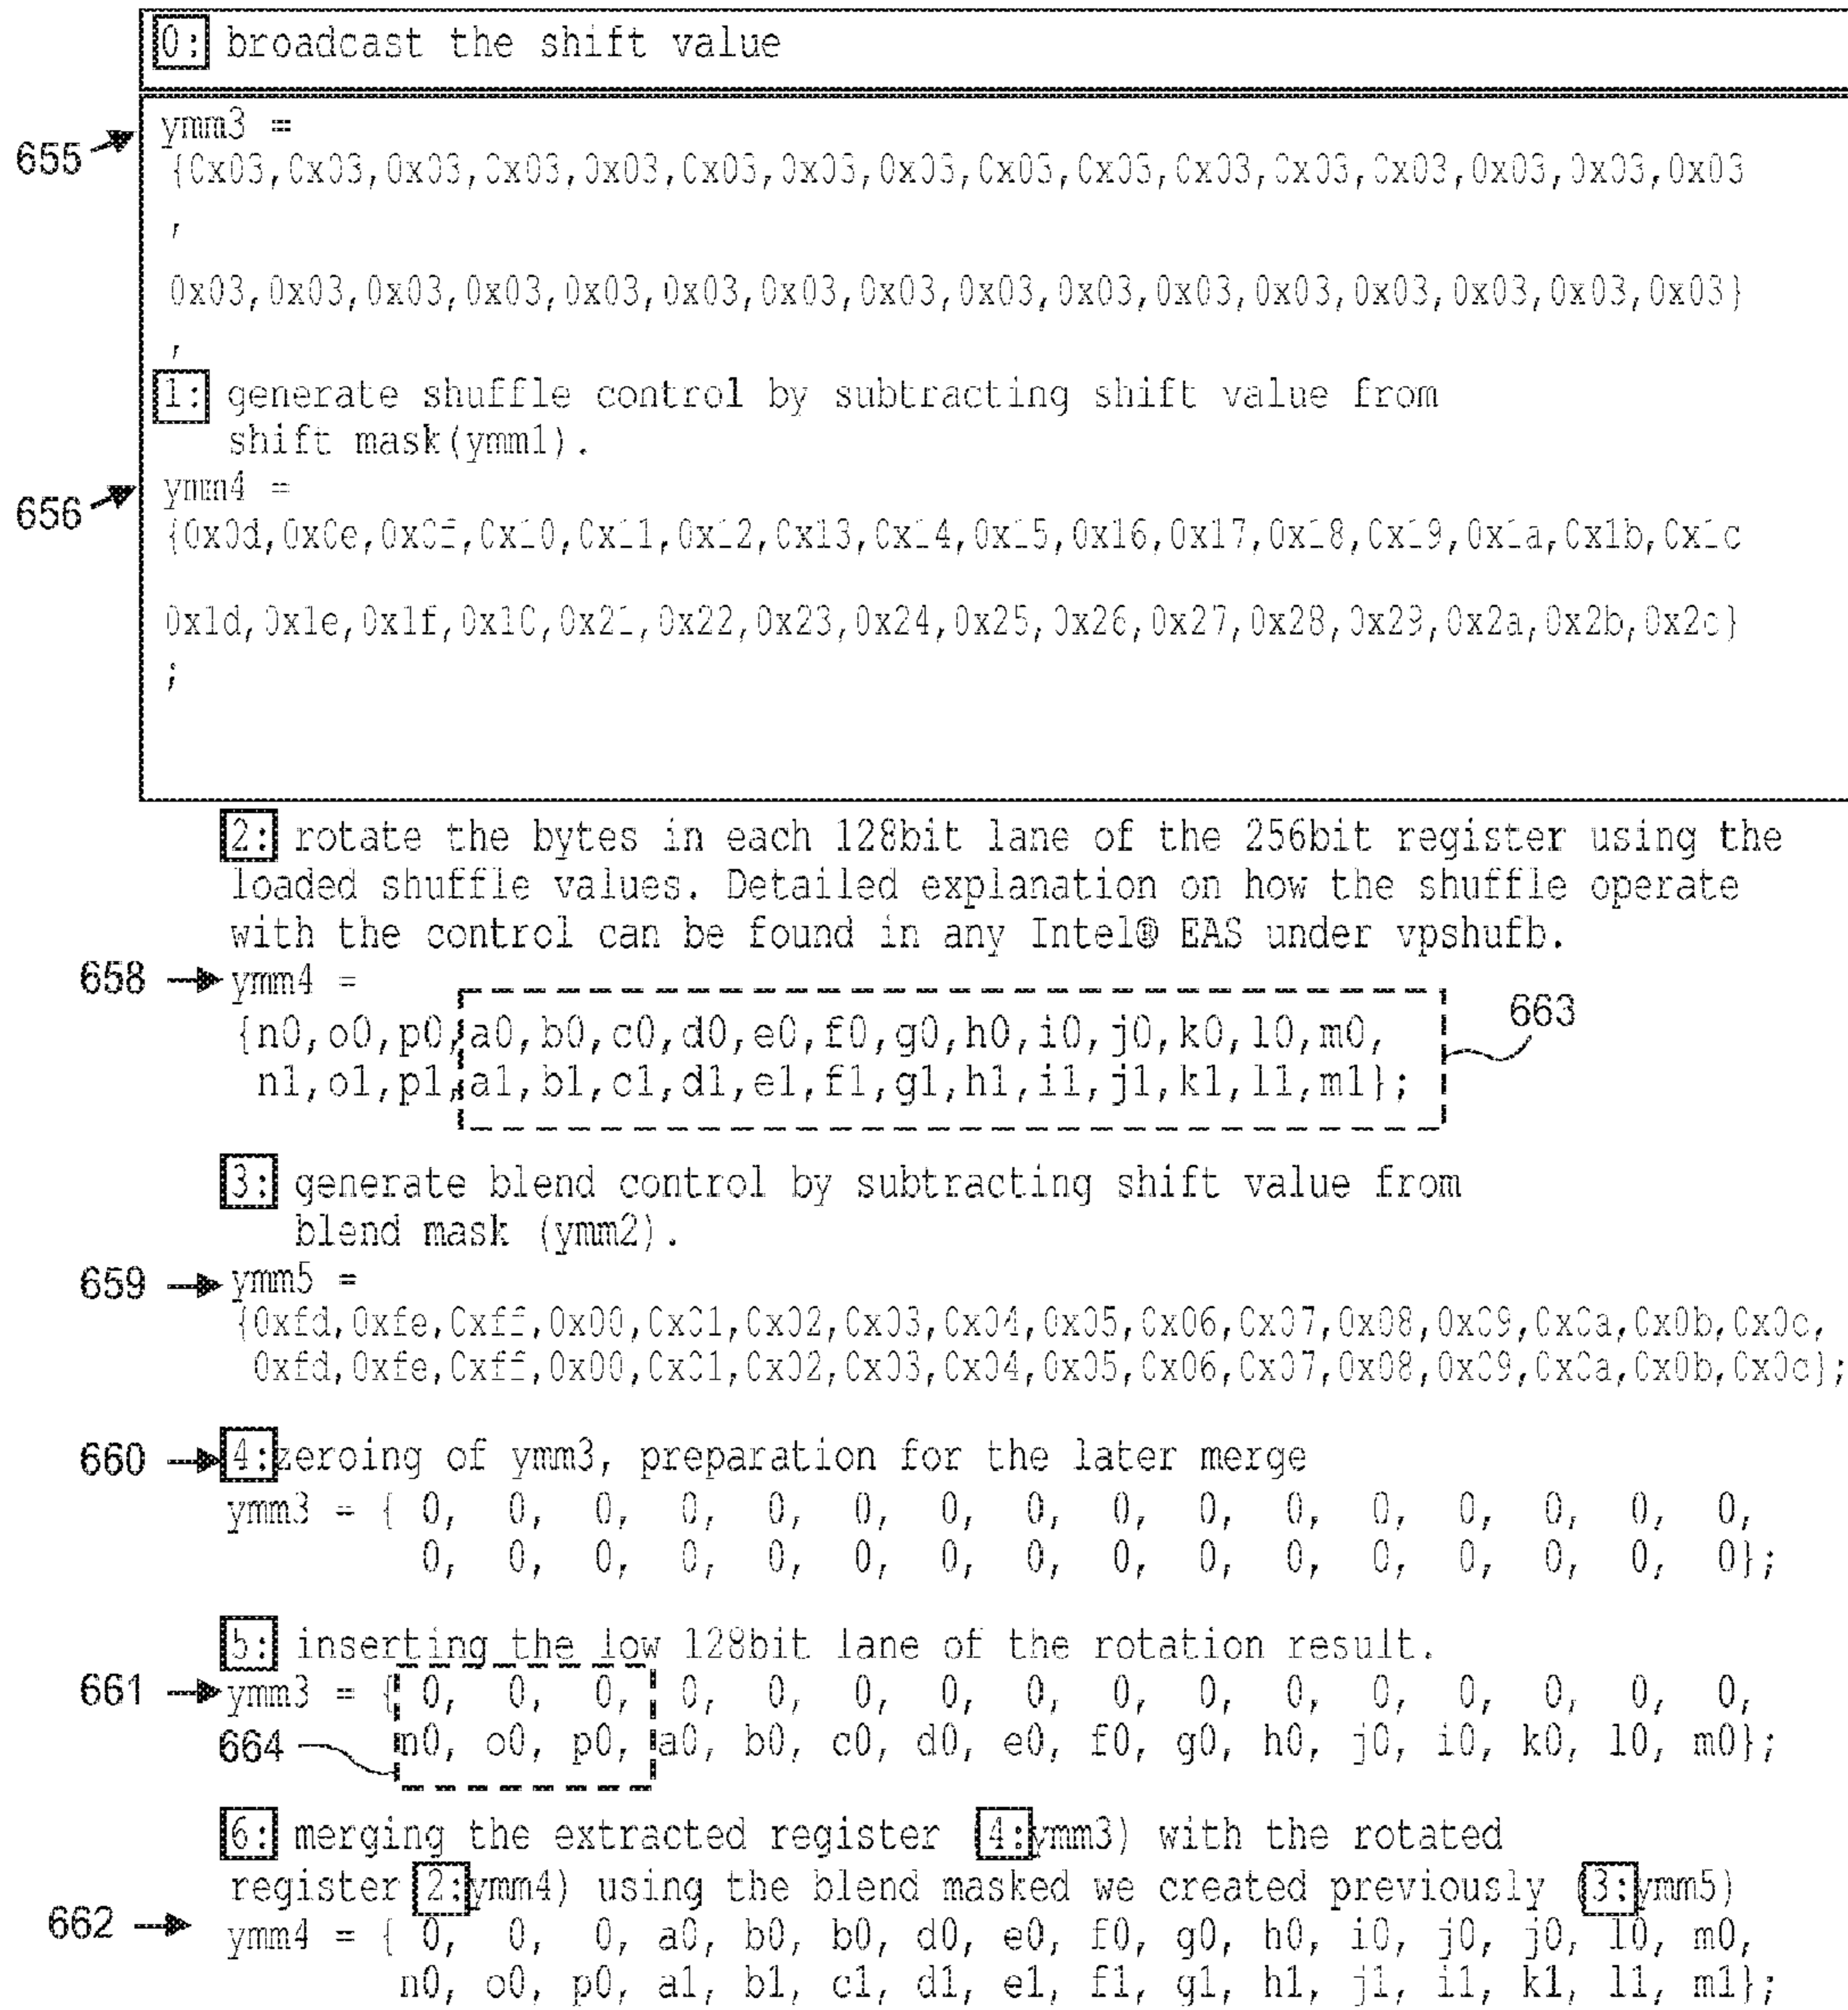 0: broadcast the shift value
655
ymm3 =
{0x03,0x03,0x03,0x03,0x03,0x03,0x03,0x03,0x03,0x03,0x03,0x03,0x03,0x03,0x03,0x03
,
0x03,0x03,0x03,0x03,0x03,0x03,0x03,0x03,0x03,0x03,0x03,0x03,0x03,0x03,0x03,0x03}
,
1: generate shuffle control by subtracting shift value from
shift mask(ymm1).
656
ymm4 =
{0x0d,0x0e,0x0f,0x10,0x11,0x12,0x13,0x14,0x15,0x16,0x17,0x18,0x19,0x1a,0x1b,0x1c
0x1d,0x1e,0x1f,0x10,0x21,0x22,0x23,0x24,0x25,0x26,0x27,0x28,0x29,0x2a,0x2b,0x2c}
;
2: rotate the bytes in each 128bit lane of the 256bit register using the
loaded shuffle values. Detailed explanation on how the shuffle operate
with the control can be found in any Intel® EAS under vpshufb.
658
ymm4 =
663
{n0,o0,p0,a0,b0,c0,d0,e0,f0,g0,h0,i0,j0,k0,l0,m0,
n1,o1,p1,a1,b1,c1,d1,e1,f1,g1,h1,i1,j1,k1,l1,m1};
3: generate blend control by subtracting shift value from
blend mask (ymm2).
659
ymm5 =
{0xfd,0xfe,0xff,0x00,0x01,0x02,0x03,0x04,0x05,0x06,0x07,0x08,0x09,0x0a,0x0b,0x0c,
0xfd,0xfe,0xff,0x00,0x01,0x02,0x03,0x04,0x05,0x06,0x07,0x08,0x09,0x0a,0x0b,0x0c};
660
4:zeroing of ymm3, preparation for the later merge
ymm3 = { 0, 0, 0, 0, 0, 0, 0, 0, 0, 0, 0, 0, 0, 0, 0, 0,
0, 0, 0, 0, 0, 0, 0, 0, 0, 0, 0, 0, 0, 0, 0, 0};
5: inserting the low 128bit lane of the rotation result.
661
ymm3 = { 0, 0, 0, 0, 0, 0, 0, 0, 0, 0, 0, 0, 0, 0, 0, 0,
664
n0, o0, p0, a0, b0, c0, d0, e0, f0, g0, h0, j0, i0, k0, l0, m0};
6: merging the extracted register (4:ymm3) with the rotated
register 2:ymm4) using the blend masked we created previously (3:ymm5)
662
ymm4 = { 0, 0, 0, a0, b0, b0, d0, e0, f0, g0, h0, i0, j0, j0, l0, m0,
n0, o0, p0, a1, b1, c1, d1, e1, f1, g1, h1, j1, i1, k1, l1, m1};